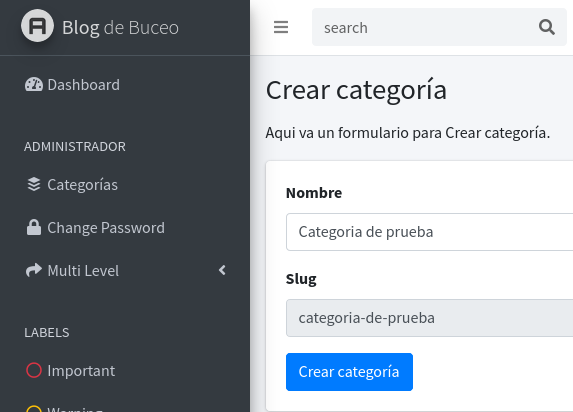 Blog de Buceo
Dashboard
ADMINISTRADOR
Categorías
Change Password
Multi Level
LABELS
Important
Warning
search
Crear categoría
Aqui va un formulario para Crear categoría.
Nombre
Categoria de prueba
Slug
categoria-de-prueba
Crear categoría